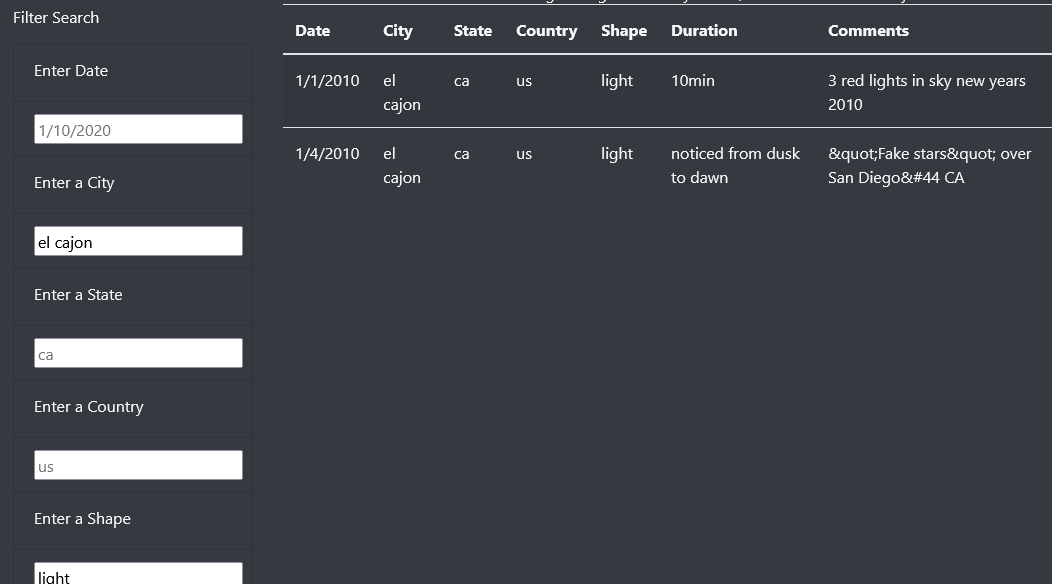 Filter Search
Enter Date
1/10/2020
Enter a City
el cajon
Enter a State
ca
Enter a Country
us
Enter a Shape
light
Date City State Country Shape Duration Comments
1/1/2010 el ca us light 10min 3 red lights in sky new years
cajon 2010
1/4/2010 el ca us light noticed from dusk &quot;Fake stars&quot; over
cajon to dawn San Diego&#44 CA